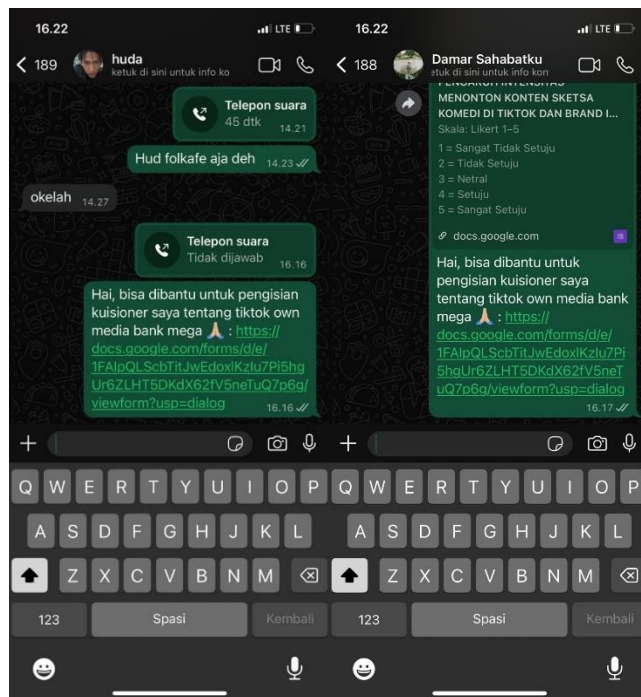 16.22
LTE
189
huda
ketuk di sini untuk info ko
Telepon suara
45 dtk 14.21
Hud folkafe aja deh 14.23
okelah 14.27
Telepon suara
Tidak dijawab 16.16
Hai, bisa dibantu untuk pengisian
kuisioner saya
tentang tiktok own
media bank mega 🙏🏼 : https://
docs.google.com/forms/d/e/
1FAIpQLScbTitJwEdoxlKzIu7Pi5hg
Ur6ZLHT5DKdX62fV5neTuQ7p6g/
viewform?usp=dialog 16.16
Q W E R T Y U I O P
A S D F G H J K L
Z X C V B N M
123 Spasi Kembali
16.22
LTE
188
Damar Sahabatku
etuk di sini untuk info kon
PENGARUH INTENSITAS
MENONTON KONTEN SKETSA
KOMEDI DI TIKTOK DAN BRAND I...
Skala: Likert 1–5
1 = Sangat Tidak Setuju
2 = Tidak Setuju
3 = Netral
4 = Setuju
5 = Sangat Setuju
docs.google.com
Hai, bisa dibantu untuk
pengisian kuisioner saya
tentang tiktok own media bank
mega 🙏🏼 : https://
docs.google.com/forms/d/e/
1FAIpQLScbTitJwEdoxlKzIu7Pi
5hgUr6ZLHT5DKdX62fV5neT
uQ7p6g/viewform?usp=dialog
16.17
Q W E R T Y U I O P
A S D F G H J K L
Z X C V B N M
123 Spasi Kembali